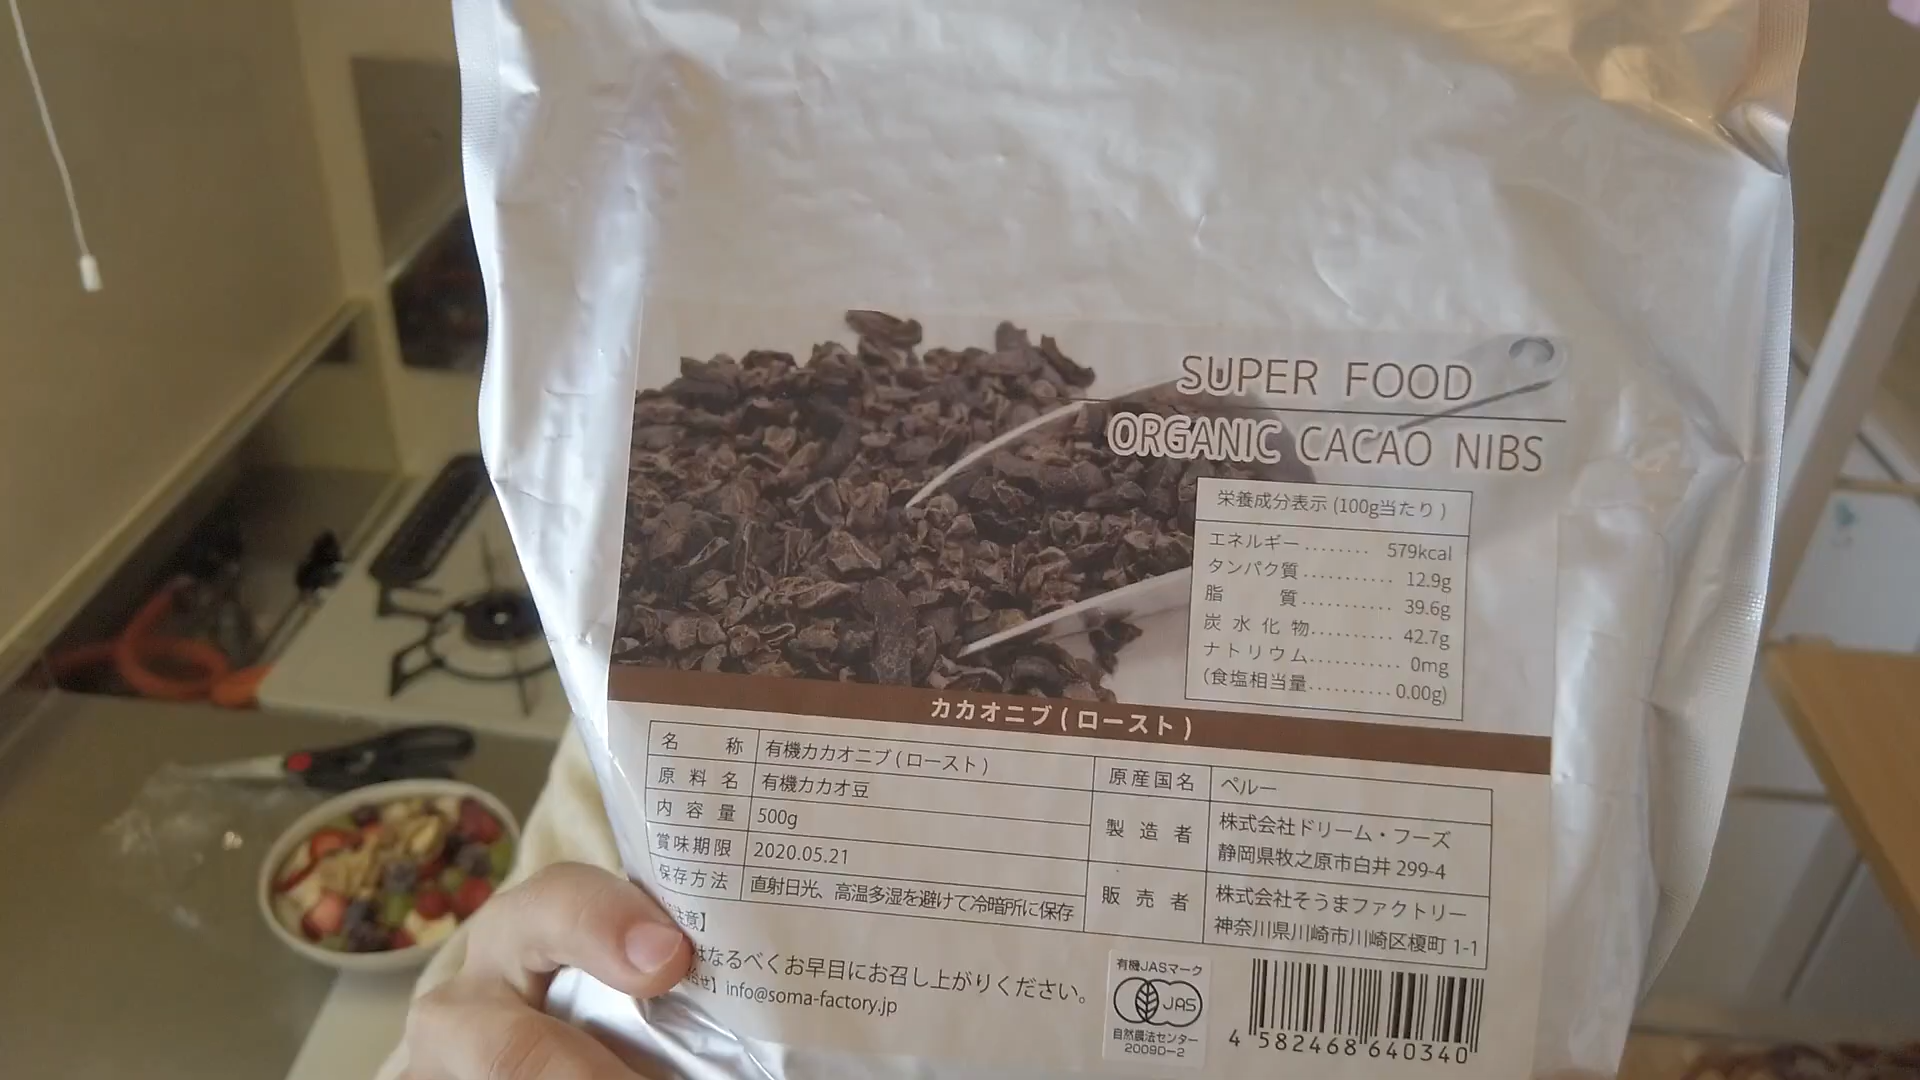 SUPER FOOD
ORGANIC CACAO NIBS
栄養成分表示 (100g当たり)
エネルギー........ 579kcal
タンパク質........... 12.9g
脂 質........... 39.6g
炭水化物.......... 42.7g
ナトリウム........... 0mg
(食塩相当量.......... 0.00g)
カカオニブ(ロースト)
名 称 有機カカオニブ(ロースト)
原料名 有機カカオ豆
内容量 500g
賞味期限 2020.05.21
保存方法 直射日光、高温多湿を避けて冷暗所に保存
原産国名 ペルー
製造者 株式会社ドリーム・フーズ
静岡県牧之原市白井 299-4
販売者 株式会社そうまファクトリー
神奈川県川崎市川崎区榎町 1-1
注意】
はなるべくお早目にお召し上がりください。
合せ】info@soma-factory.jp
有機JASマーク
JAS
自然農法センター
2009D-2
4 582468 640340